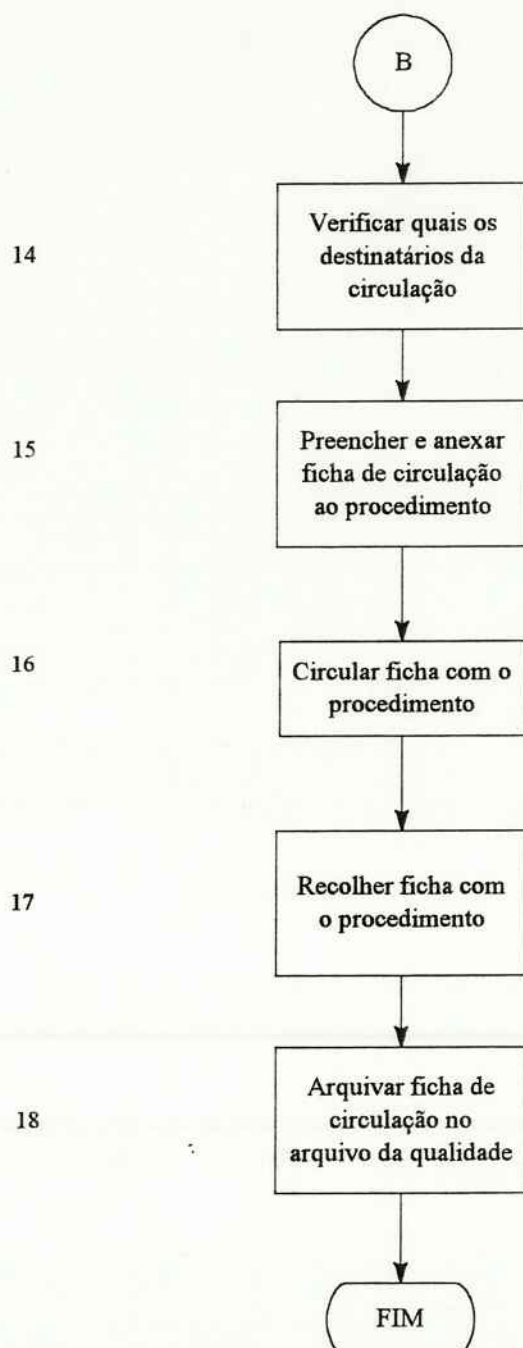 B
14
Verificar quais os
destinatários da
circulação
15
Preencher e anexar
ficha de circulação
ao procedimento
16
Circular ficha com o
procedimento
17
Recolher ficha com
o procedimento
18
Arquivar ficha de
circulação no
arquivo da qualidade
FIM